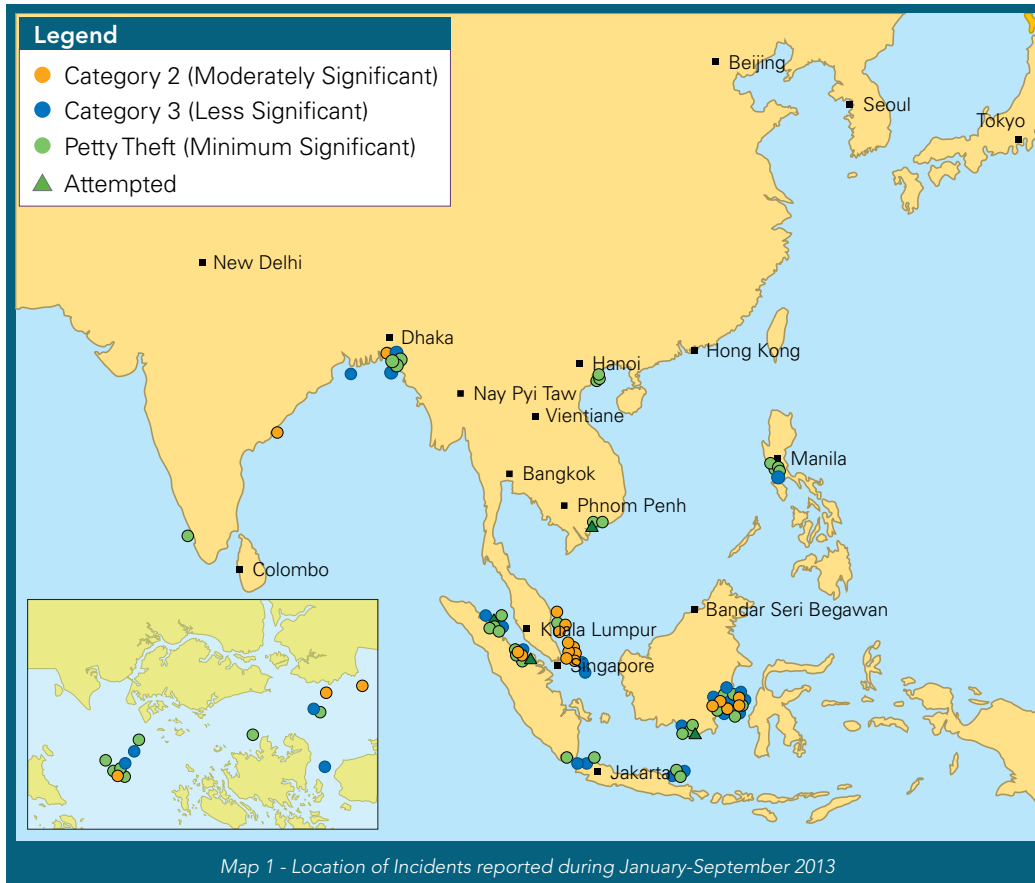 Legend
Category 2 (Moderately Significant)
Category 3 (Less Significant)
Petty Theft (Minimum Significant)
Attempted
Beijing
Seoul
Tokyo
New Delhi
Dhaka
Hanoi
Hong Kong
Nay Pyi Taw
Vientiane
Manila
Bangkok
Phnom Penh
Colombo
Bandar Seri Begawan
Kuala Lumpur
Singapore
Jakarta
Map 1 - Location of Incidents reported during January-September 2013